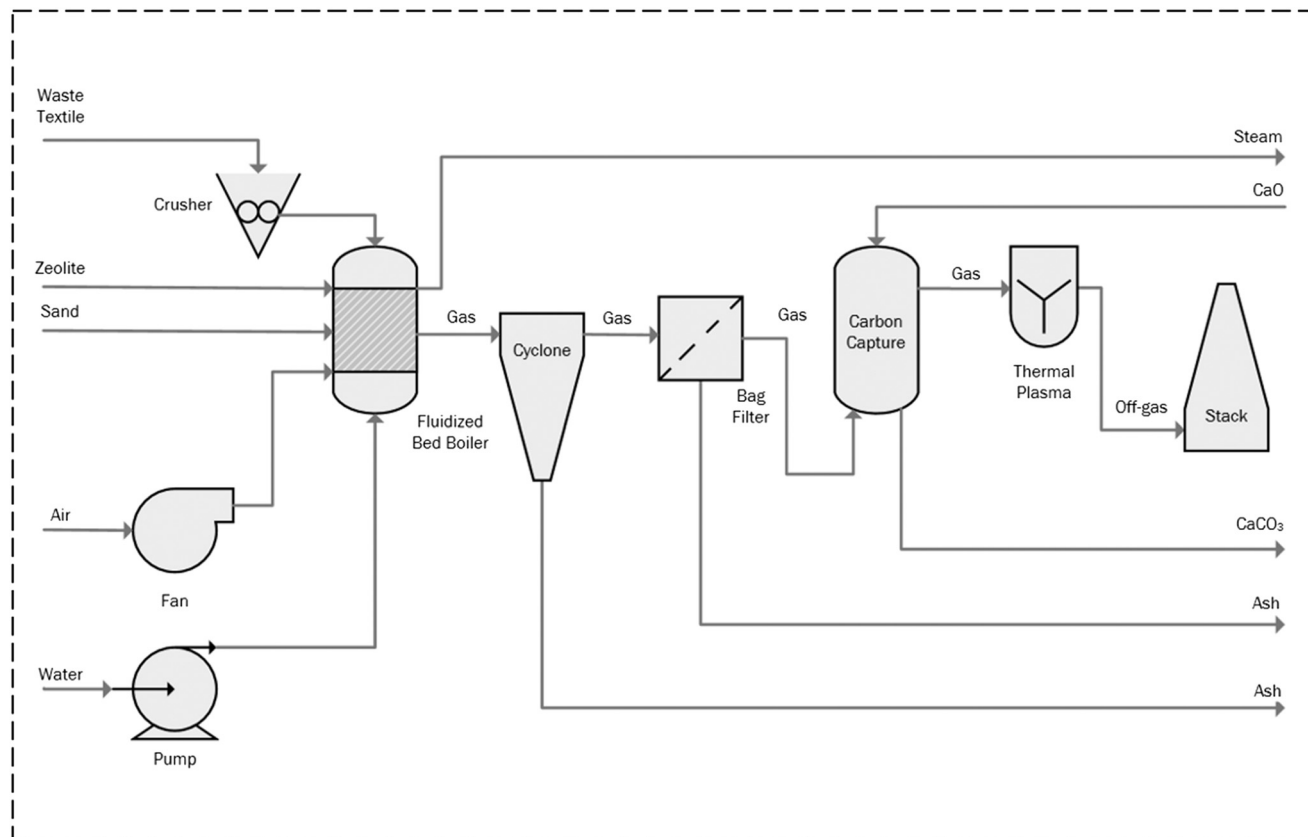 Waste
Textile
Steam
CaO
Crusher
Zeolite
Sand
Gas
Gas
Gas
Gas
Cyclone
Carbon
Capture
Thermal
Plasma
Bag
Filter
Fluidized
Bed Boiler
Off-gas
Stack
Air
Fan
CaCO₃
Ash
Water
Ash
Pump